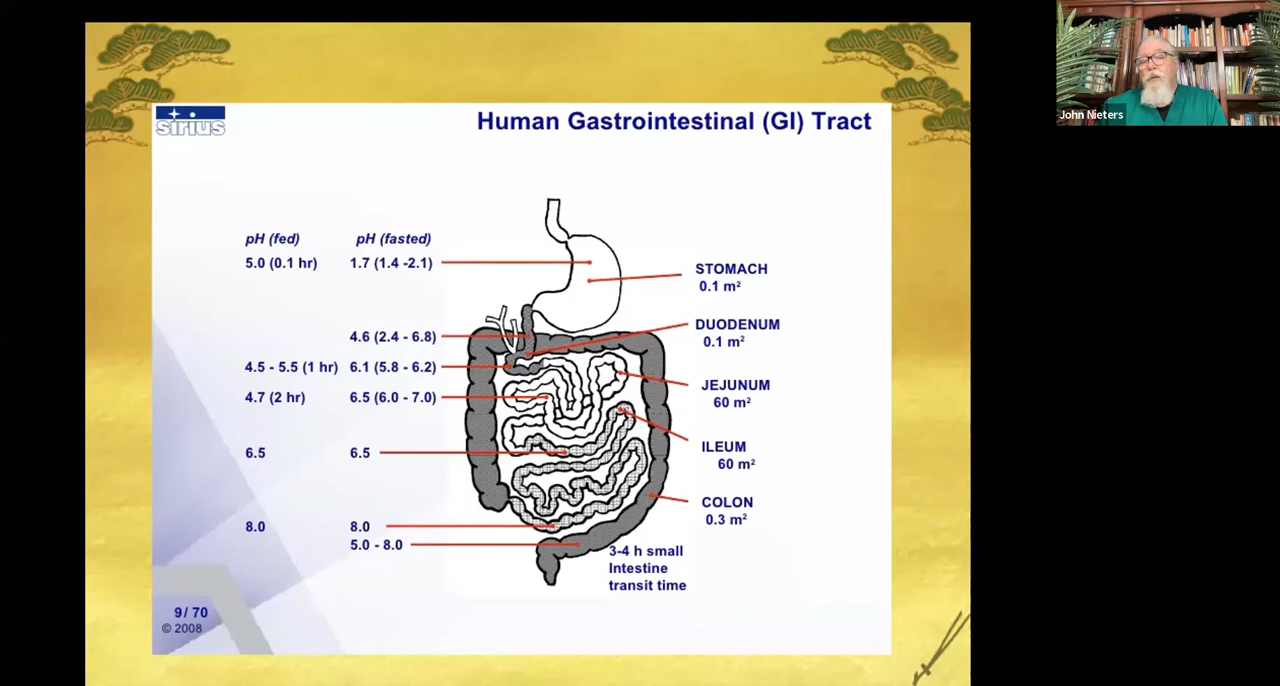 sirius
Human Gastrointestinal (GI) Tract
pH (fed) pH (fasted)
5.0 (0.1 hr) 1.7 (1.4 -2.1)
4.6 (2.4 - 6.8)
4.5 - 5.5 (1 hr) 6.1 (5.8 - 6.2)
4.7 (2 hr) 6.5 (6.0 - 7.0)
6.5 6.5
8.0 8.0
5.0 - 8.0
STOMACH
0.1 m²
DUODENUM
0.1 m²
JEJUNUM
60 m²
ILEUM
60 m²
COLON
0.3 m²
3-4 h small
Intestine
transit time
9/ 70
© 2008
John Nieters